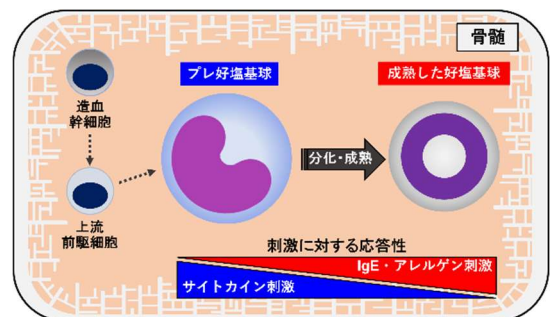 骨髄
造血
幹細胞
プレ好塩基球
成熟した好塩基球
分化・成熟
上流
前駆細胞
刺激に対する応答性
IgE・アレルゲン刺激
サイトカイン刺激